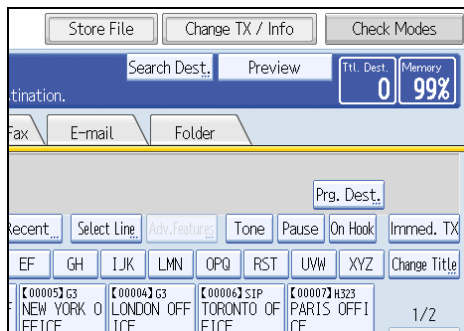 Store File Change TX / Info Check Modes
Search Dest. Preview Ttl. Dest. Memory
stination. 0 99%
Fax E-mail Folder
Prg. Dest.
Recent Select Line Adv.Features Tone Pause On Hook Immed. TX
EF GH IJK LMN OPQ RST UVW XYZ Change Title
【00005】G3 【00004】G3 【00006】SIP 【00007】H323
NEW YORK O LONDON OFF TORONTO OF PARIS OFFI 1/2
FFICE ICE FICE CE